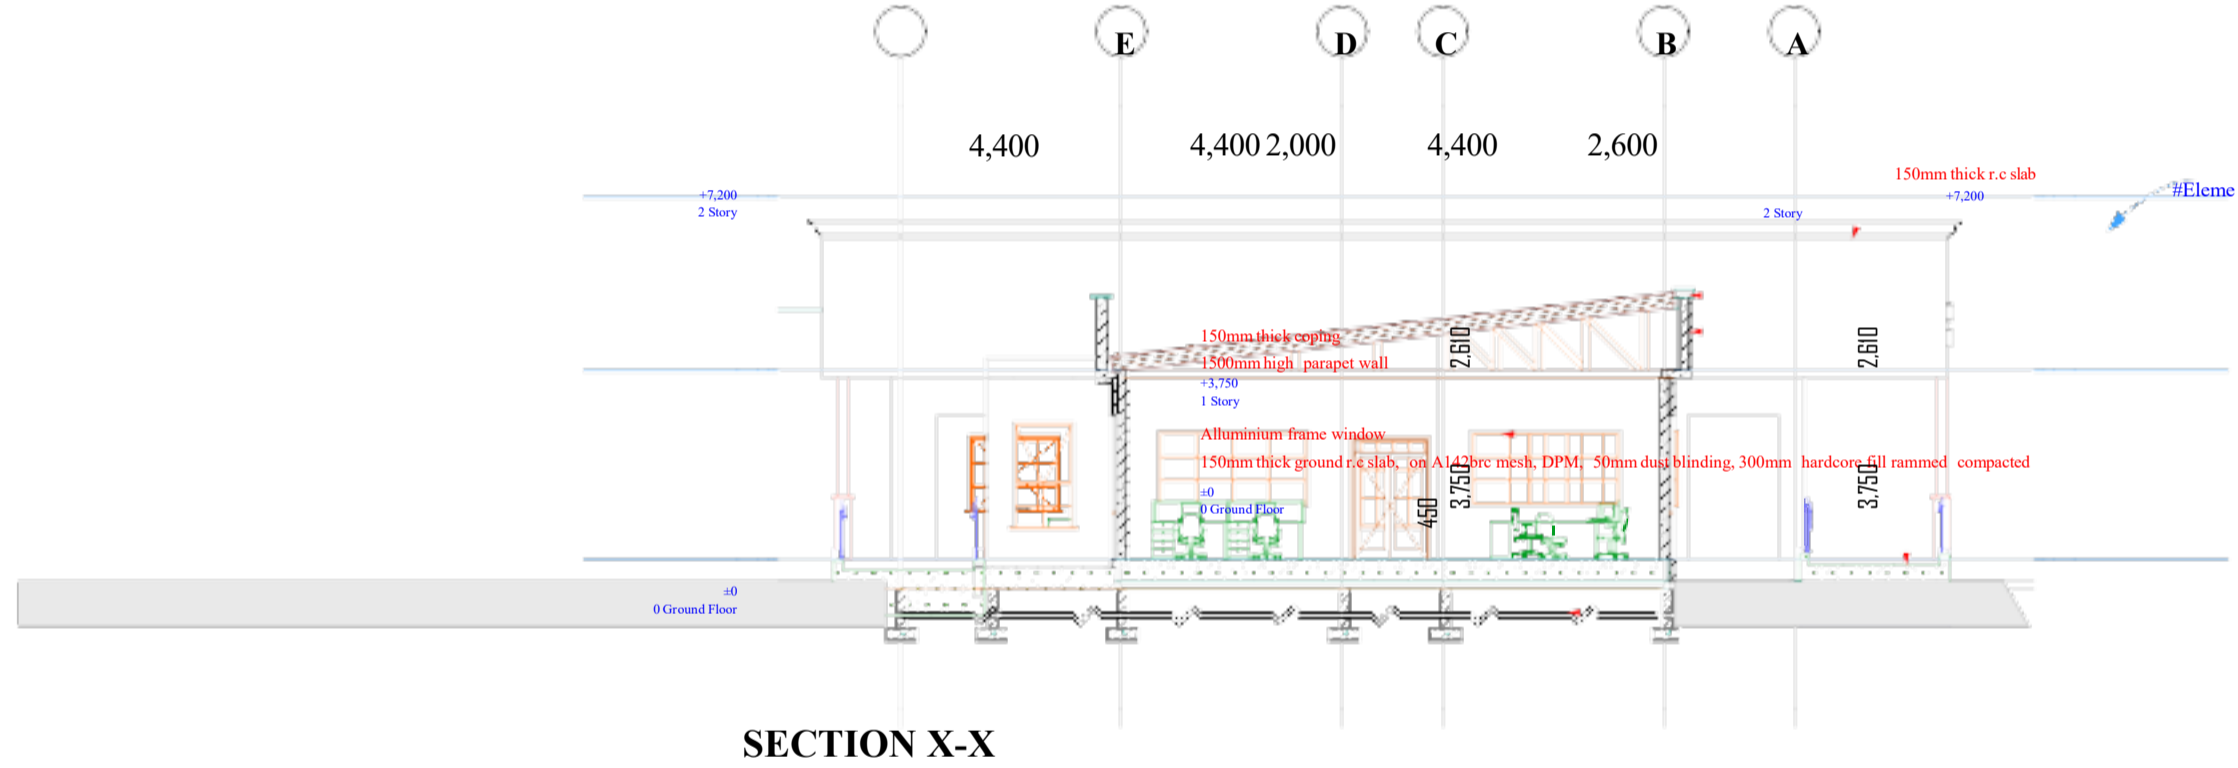 E D C B A
4,400 4,400 2,000 4,400 2,600
150mm thick r.c slab
+7,200 +7,200 #Eleme
2 Story 2 Story
150mm thick coping 2,610 2,610
1500mm high parapet wall
+3,750
1 Story
Alluminium frame window
150mm thick ground r.c slab, on A142brc mesh, DPM, 50mm dust blinding, 300mm hardcore fill rammed compacted
±0 450 3,750 3,750
0 Ground Floor
±0
0 Ground Floor
SECTION X-X